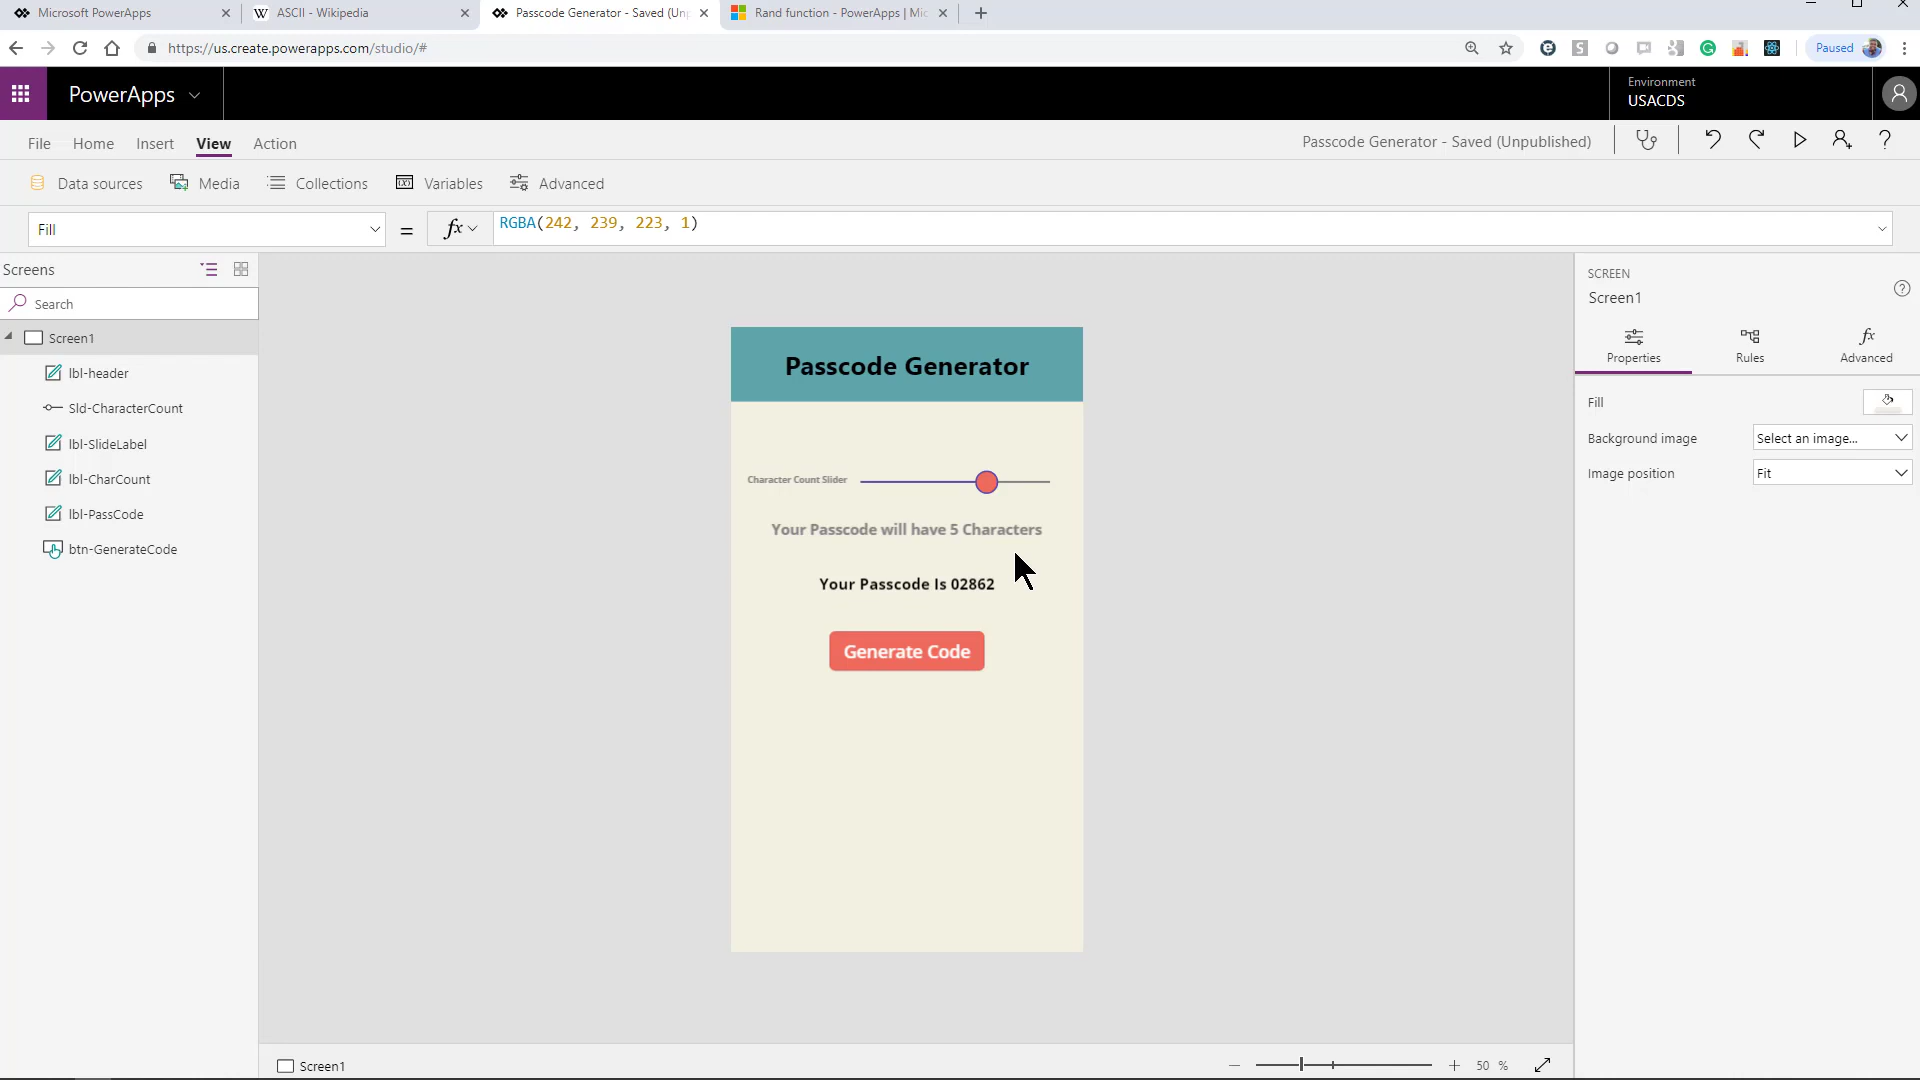 Microsoft PowerApps
ASCII - Wikipedia
Passcode Generator - Saved (Un
Rand function - PowerApps | Mic
https://us.create.powerapps.com/studio/#
Paused
PowerApps
Environment
USACDS
File Home Insert View Action
Passcode Generator - Saved (Unpublished)
Data sources Media Collections Variables Advanced
Fill = fx RGBA(242, 239, 223, 1)
Screens
Search
Screen1
lbl-header
Sld-CharacterCount
lbl-SlideLabel
lbl-CharCount
lbl-PassCode
btn-GenerateCode
Passcode Generator
Character Count Slider
Your Passcode will have 5 Characters
Your Passcode Is 02862
Generate Code
SCREEN
Screen1
Properties Rules Advanced
Fill
Background image Select an image...
Image position Fit
Screen1
50 %